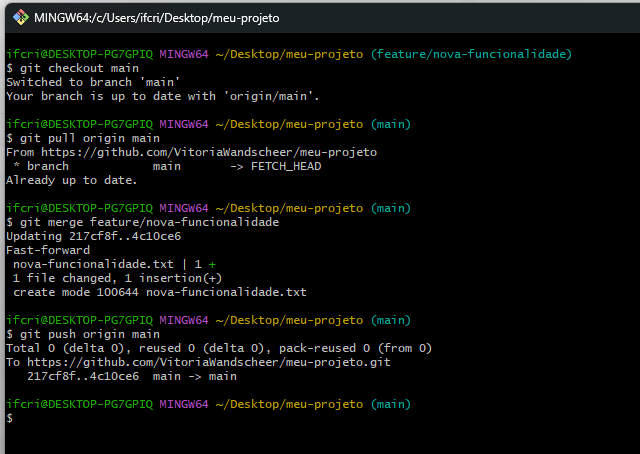 MINGW64:/c/Users/ifcri/Desktop/meu-projeto
ifcri@DESKTOP-PG7GPIQ MINGW64 ~/Desktop/meu-projeto (feature/nova-funcionalidade)
$ git checkout main
Switched to branch 'main'
Your branch is up to date with 'origin/main'.
ifcri@DESKTOP-PG7GPIQ MINGW64 ~/Desktop/meu-projeto (main)
$ git pull origin main
From https://github.com/VitoriaWandscheer/meu-projeto
 * branch            main       -> FETCH_HEAD
Already up to date.
ifcri@DESKTOP-PG7GPIQ MINGW64 ~/Desktop/meu-projeto (main)
$ git merge feature/nova-funcionalidade
Updating 217cf8f..4c10ce6
Fast-forward
 nova-funcionalidade.txt | 1 +
 1 file changed, 1 insertion(+)
 create mode 100644 nova-funcionalidade.txt
ifcri@DESKTOP-PG7GPIQ MINGW64 ~/Desktop/meu-projeto (main)
$ git push origin main
Total 0 (delta 0), reused 0 (delta 0), pack-reused 0 (from 0)
To https://github.com/VitoriaWandscheer/meu-projeto.git
   217cf8f..4c10ce6  main -> main
ifcri@DESKTOP-PG7GPIQ MINGW64 ~/Desktop/meu-projeto (main)
$